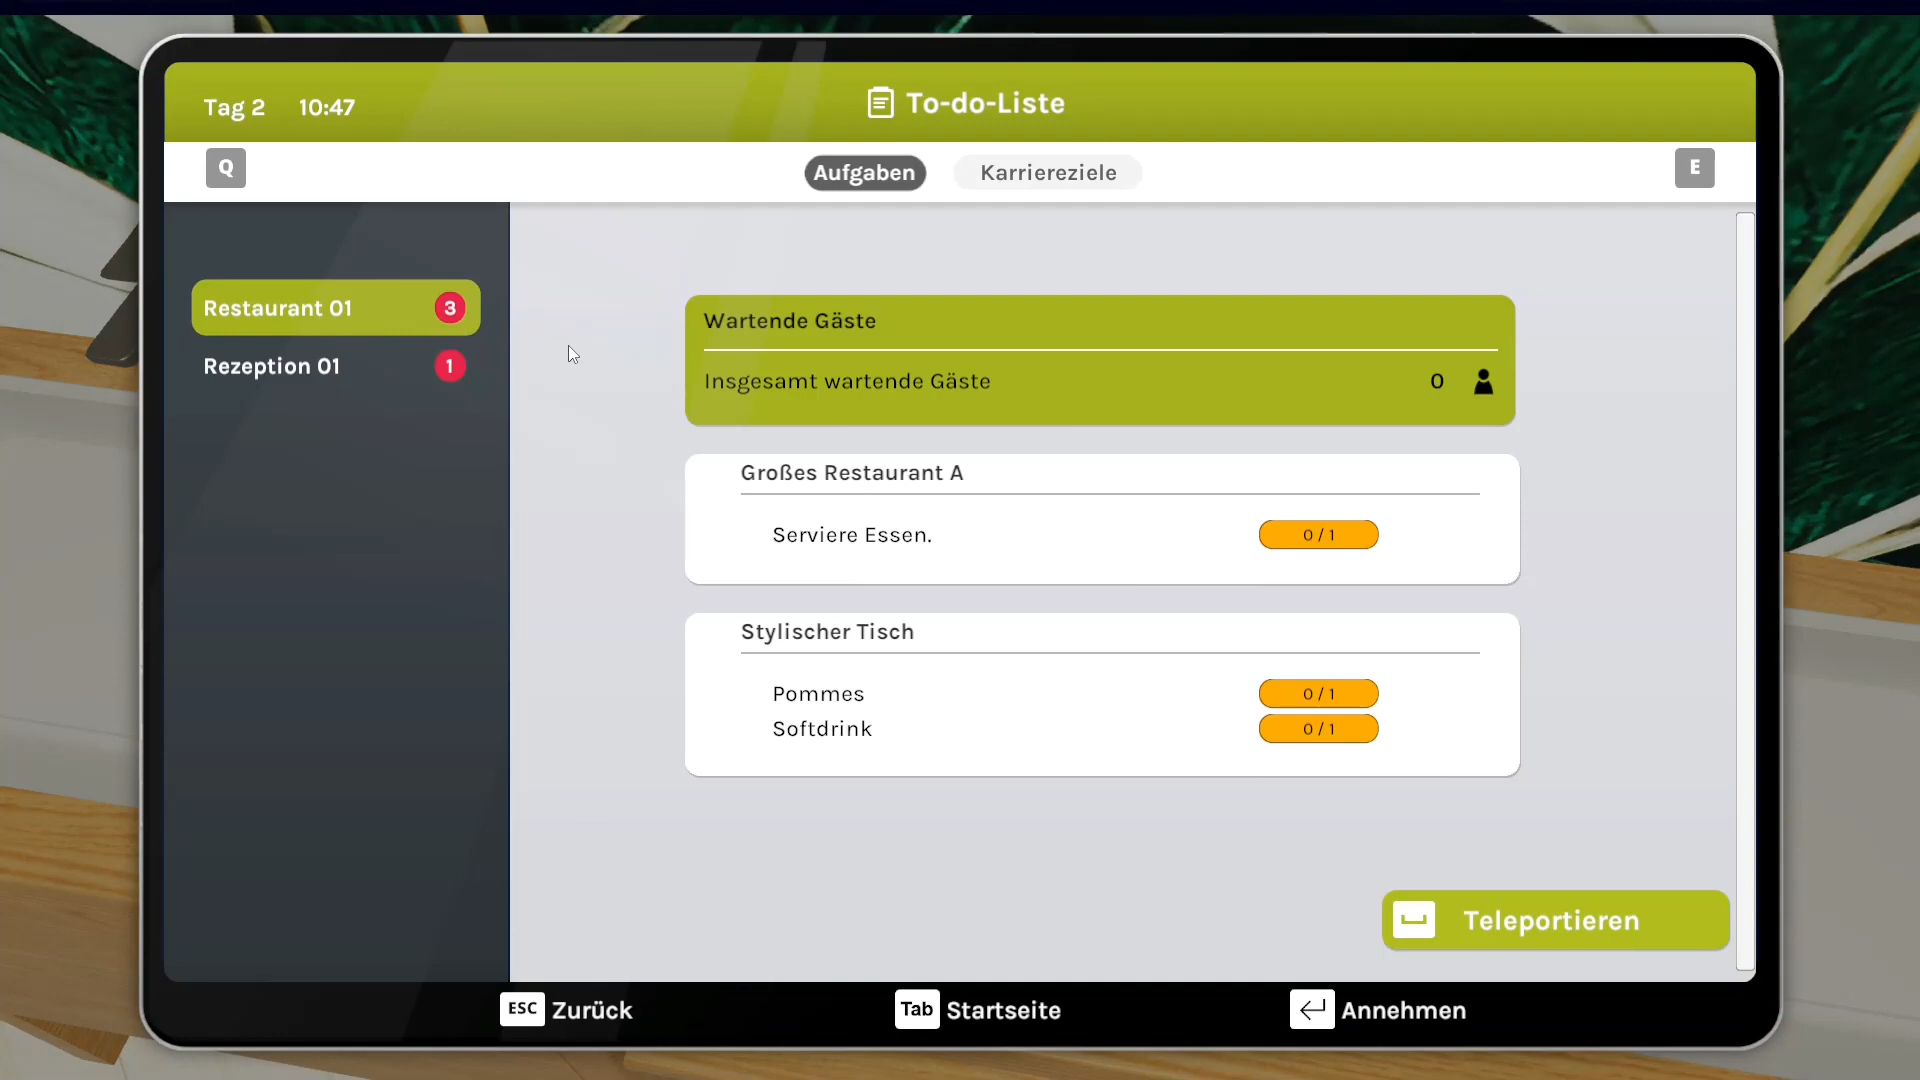 Tag 2 10:47
To-do-Liste
Q
Aufgaben
Karriereziele
E
Restaurant 01 3
Rezeption 01 1
Wartende Gäste
Insgesamt wartende Gäste 0
Großes Restaurant A
Serviere Essen. 0 / 1
Stylischer Tisch
Pommes 0 / 1
Softdrink 0 / 1
Teleportieren
ESC Zurück
Tab Startseite
Annehmen